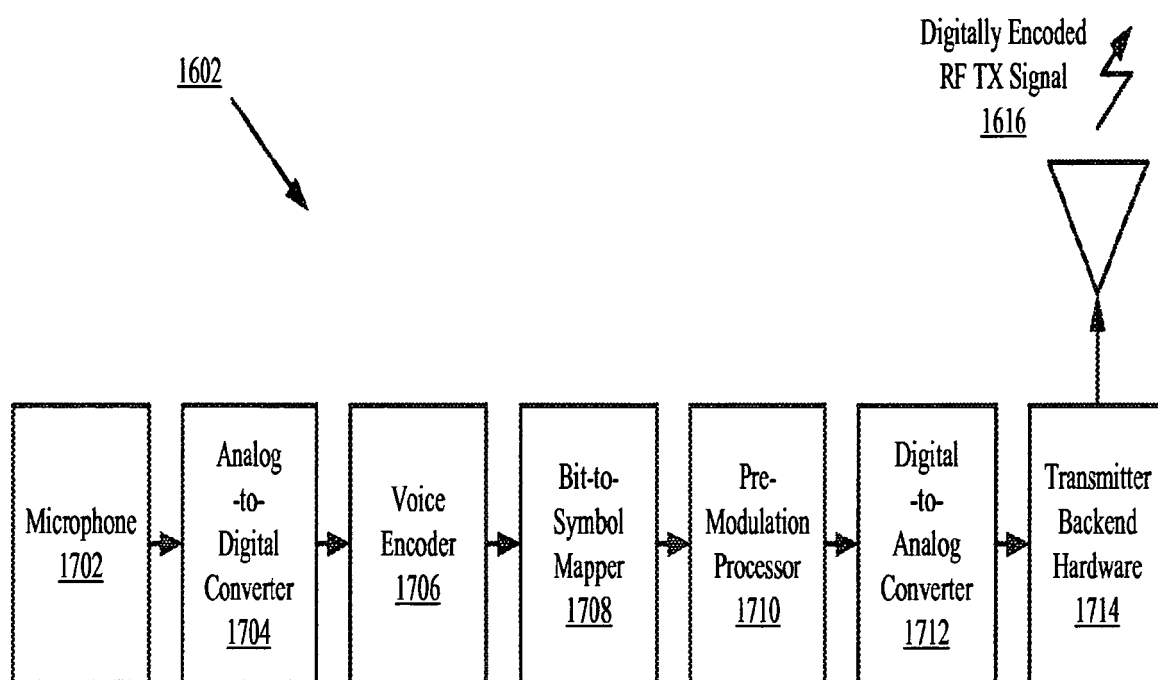 1602
Digitally Encoded
RF TX Signal
1616
Microphone
1702
Analog
-to-
Digital
Converter
1704
Voice
Encoder
1706
Bit-to-
Symbol
Mapper
1708
Pre-
Modulation
Processor
1710
Digital
-to-
Analog
Converter
1712
Transmitter
Backend
Hardware
1714